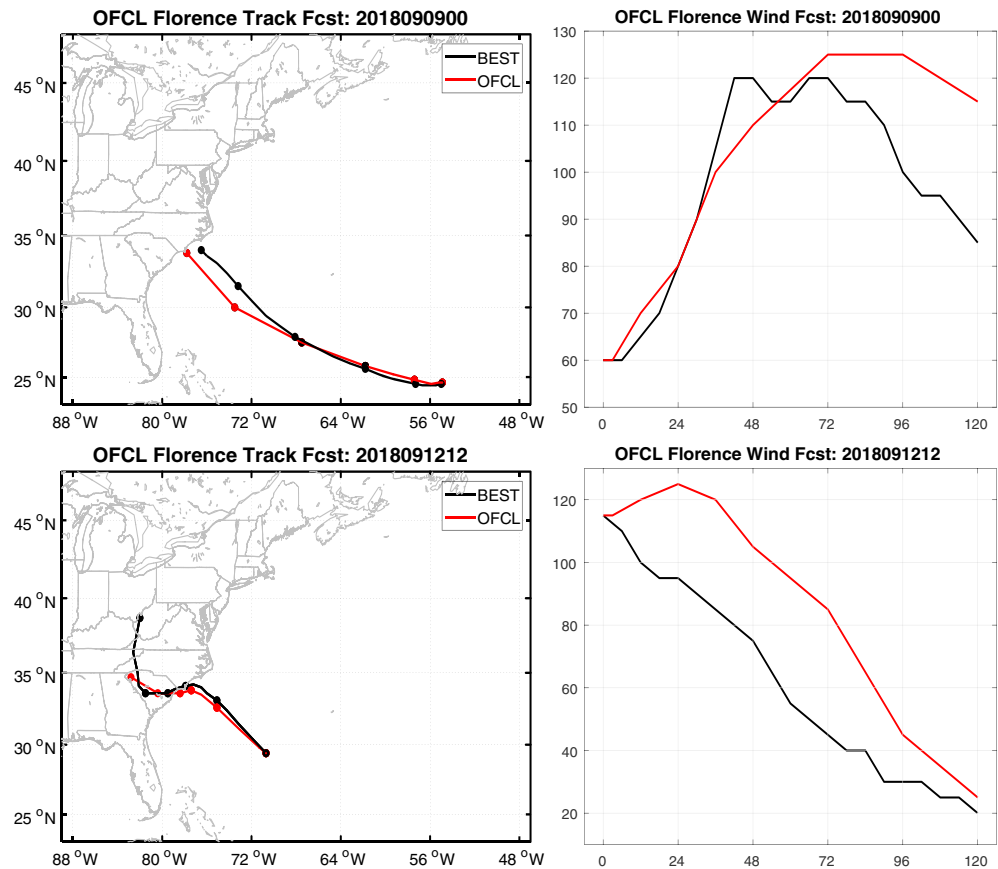 OFCL Florence Track Fcst: 2018090900
BEST
OFCL
45 °N
40 °N
35 °N
30 °N
25 °N
88 °W 80 °W 72 °W 64 °W 56 °W 48 °W
OFCL Florence Wind Fcst: 2018090900
130
120
110
100
90
80
70
60
50
0 24 48 72 96 120
OFCL Florence Track Fcst: 2018091212
BEST
OFCL
45 °N
40 °N
35 °N
30 °N
25 °N
88 °W 80 °W 72 °W 64 °W 56 °W 48 °W
OFCL Florence Wind Fcst: 2018091212
120
100
80
60
40
20
0 24 48 72 96 120